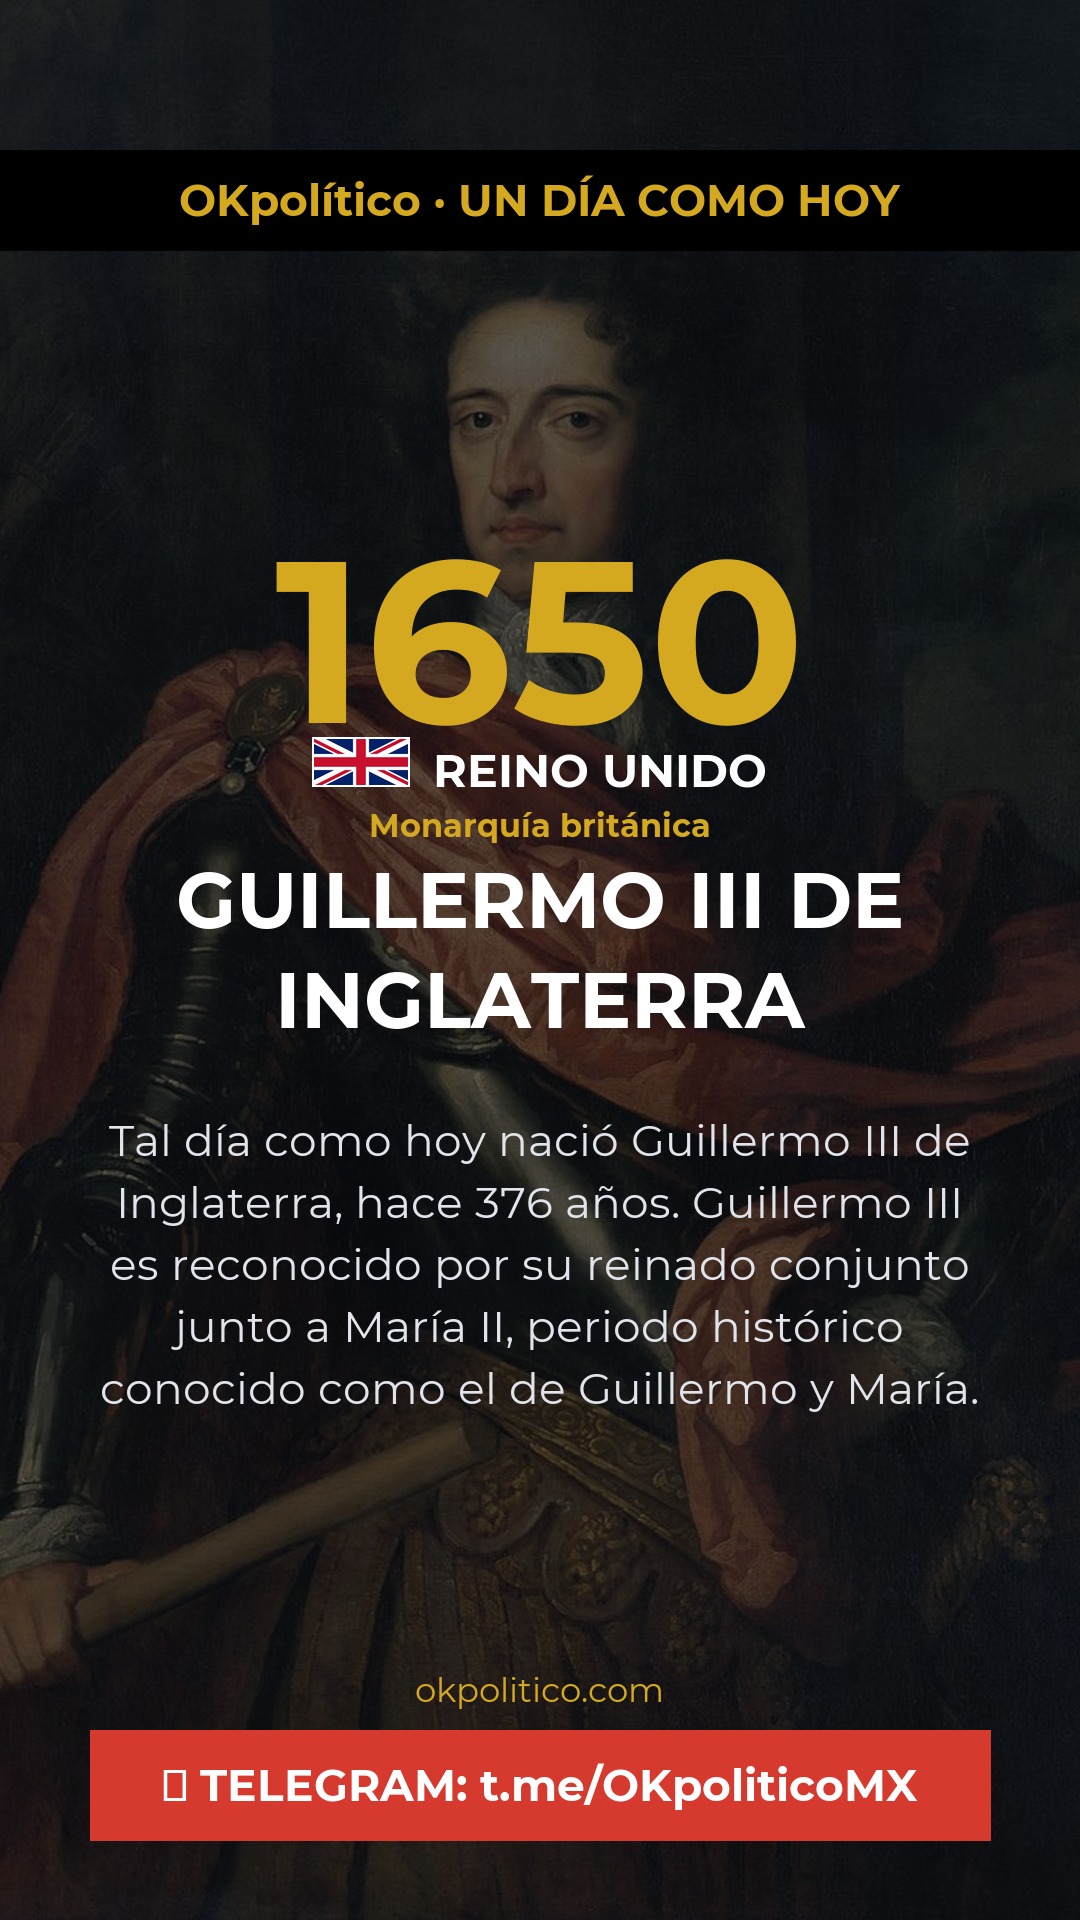 OKpolítico · UN DÍA COMO HOY
1650
REINO UNIDO
Monarquía británica
GUILLERMO III DE
INGLATERRA
Tal día como hoy nació Guillermo III de
Inglaterra, hace 376 años. Guillermo III
es reconocido por su reinado conjunto
junto a María II, periodo histórico
conocido como el de Guillermo y María.
okpolitico.com
TELEGRAM: t.me/OKpoliticoMX